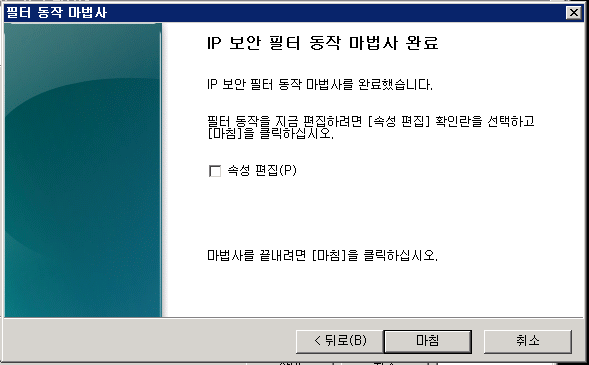 필터 동작 마법사
IP 보안 필터 동작 마법사 완료
IP 보안 필터 동작 마법사를 완료했습니다.
필터 동작을 지금 편집하려면 [속성 편집] 확인란을 선택하고
[마침]을 클릭하십시오.
속성 편집(P)
마법사를 끝내려면 [마침]을 클릭하십시오.
< 뒤로(B)
마침
취소